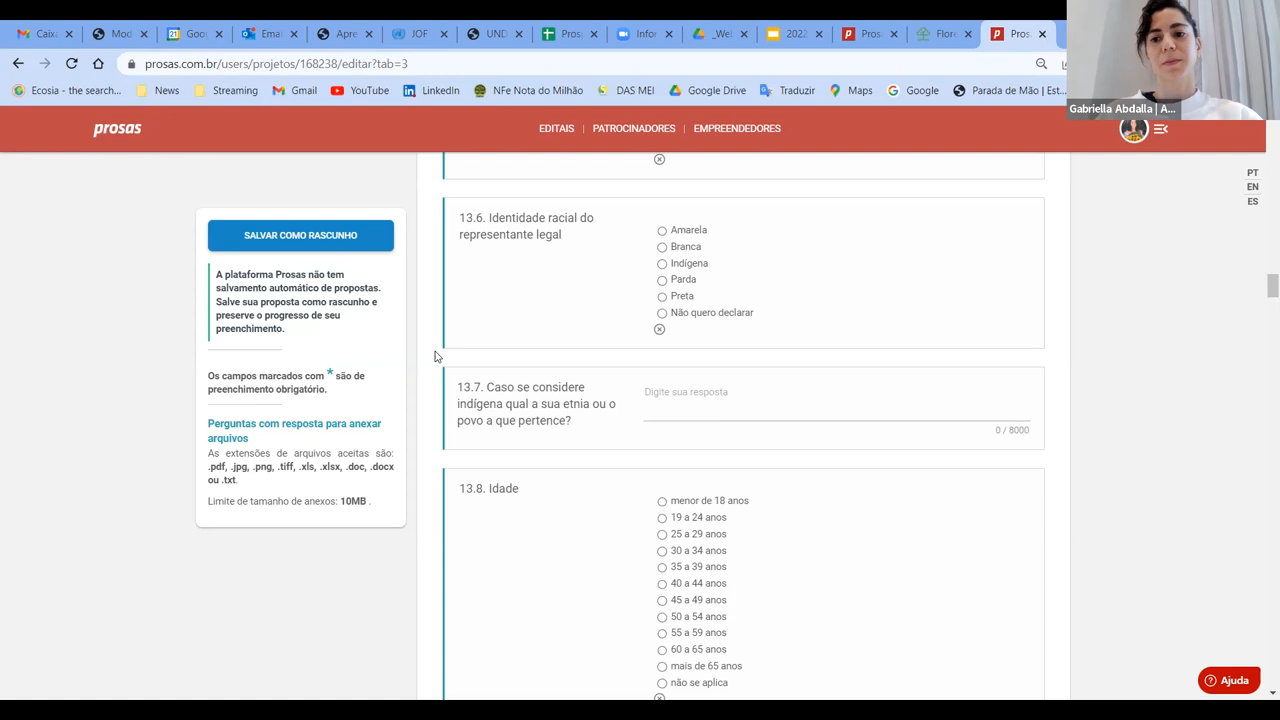 Caixa
Mod
Goo
Emai
Apre
JOF
UND
Pros
Infor
_Wel
2022
Pros
Flore
Pros
prosas.com.br/users/projetos/168238/editar?tab=3
Ecosia - the search...
News
Streaming
Gmail
YouTube
LinkedIn
NFe Nota do Milhão
DAS MEI
Google Drive
Traduzir
Maps
Google
Parada de Mão | Est...
Gabriella Abdalla | A...
prosas
EDITAIS | PATROCINADORES | EMPREENDEDORES
PT
EN
ES
SALVAR COMO RASCUNHO
A plataforma Prosas não tem
salvamento automático de propostas.
Salve sua proposta como rascunho e
preserve o progresso de seu
preenchimento.
Os campos marcados com * são de
preenchimento obrigatório.
Perguntas com resposta para anexar
arquivos
As extensões de arquivos aceitas são:
.pdf, .jpg, .png, .tiff, .xls, .xlsx, .doc, .docx
ou .txt.
Limite de tamanho de anexos: 10MB .
13.6. Identidade racial do
representante legal
Amarela
Branca
Indígena
Parda
Preta
Não quero declarar
13.7. Caso se considere
indígena qual a sua etnia ou o
povo a que pertence?
Digite sua resposta
0 / 8000
13.8. Idade
menor de 18 anos
19 a 24 anos
25 a 29 anos
30 a 34 anos
35 a 39 anos
40 a 44 anos
45 a 49 anos
50 a 54 anos
55 a 59 anos
60 a 65 anos
mais de 65 anos
não se aplica
Ajuda